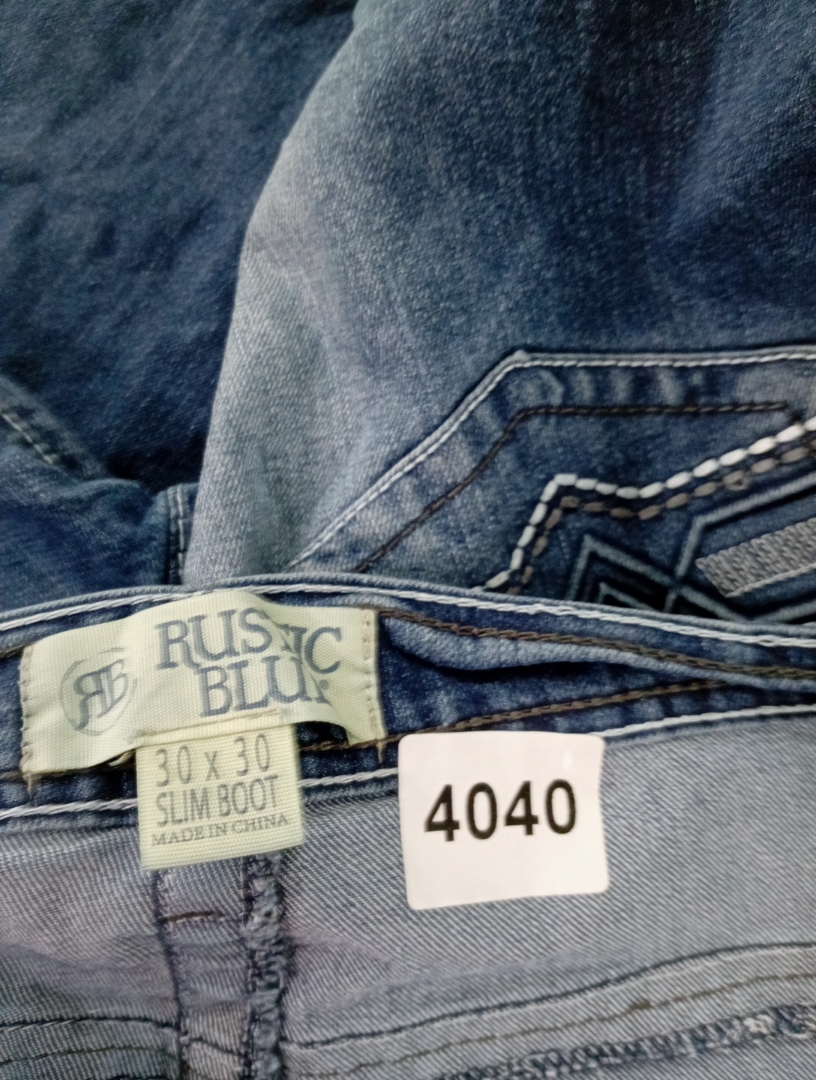 RB
RUSTIC
BLUE
30 x 30
SLIM BOOT
MADE IN CHINA
4040